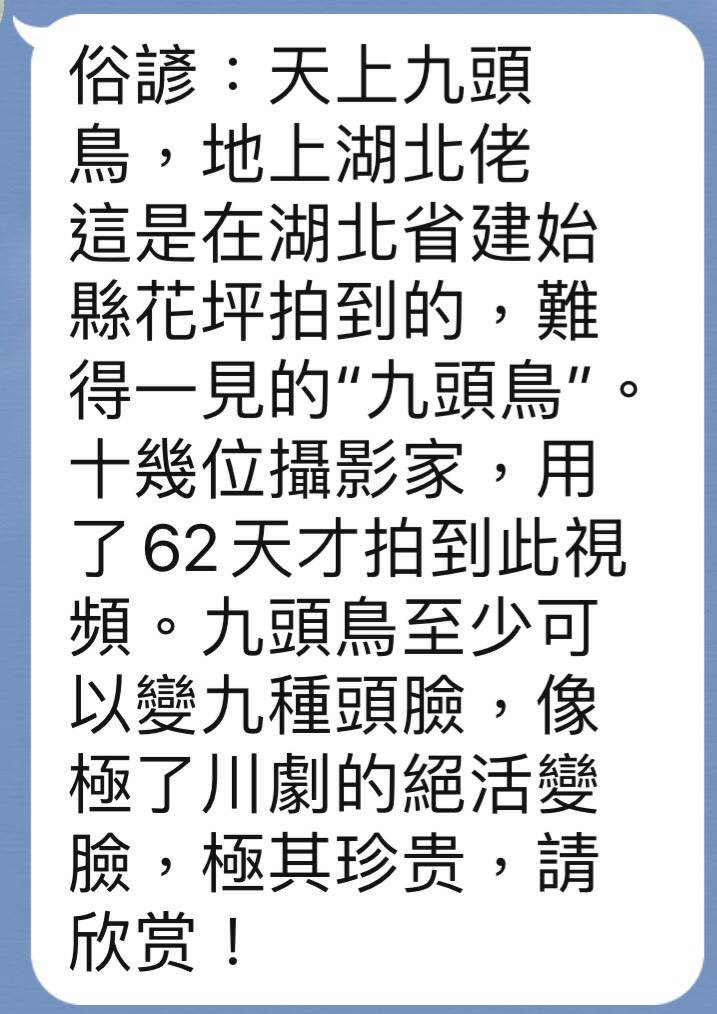 俗諺：天上九頭
鳥，地上湖北佬
這是在湖北省建始
縣花坪拍到的，難
得一見的“九頭鳥”。
十幾位攝影家，用
了62天才拍到此視
頻。九頭鳥至少可
以變九種頭臉，像
極了川劇的絕活變
臉，極其珍贵，請
欣赏！